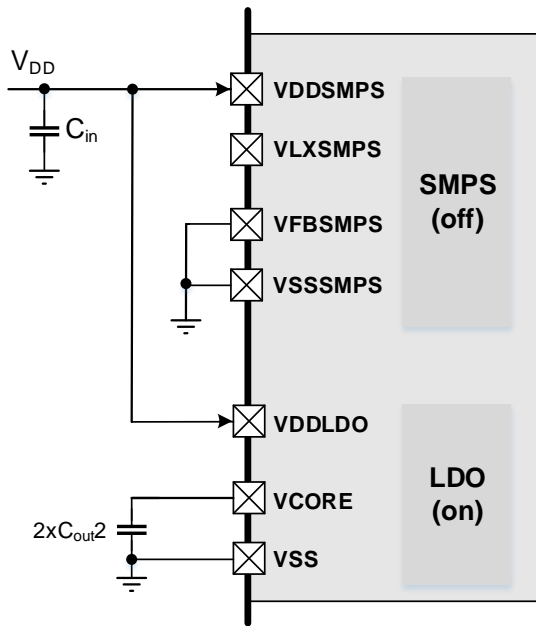 VDD
Cin
VDDSMPS
VLXSMPS
VFBSMPS
VSSSMPS
SMPS
(off)
VDDLDO
VCORE
VSS
2xCout2
LDO
(on)